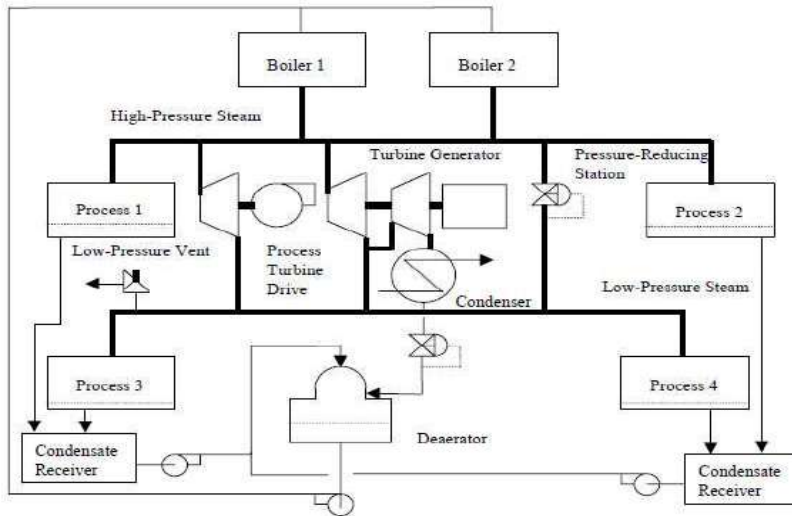 Boiler 1
Boiler 2
High-Pressure Steam
Turbine Generator
Pressure-Reducing
Station
Process 1
Process 2
Low-Pressure Vent
Process
Turbine
Drive
Low-Pressure Steam
Condenser
Process 3
Process 4
Deaerator
Condensate
Receiver
Condensate
Receiver